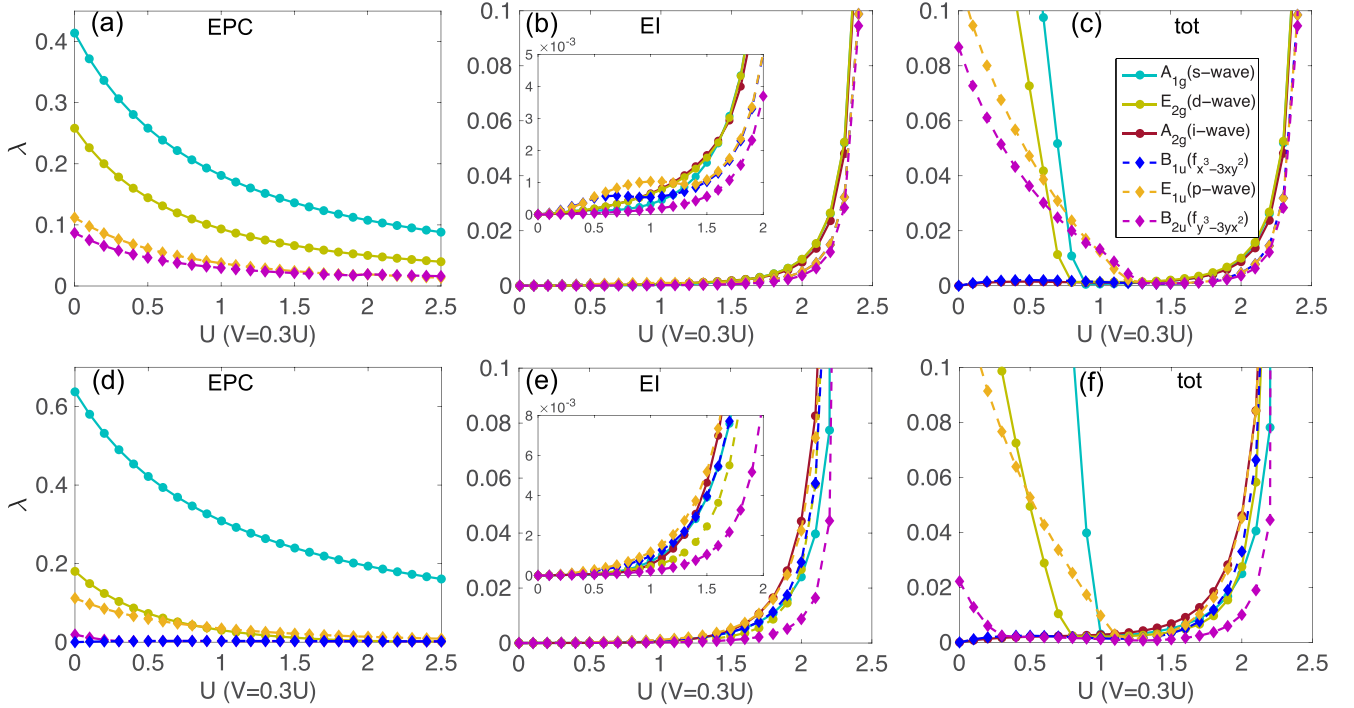 (a) EPC
λ
0.4
0.3
0.2
0.1
0
0 0.5 1 1.5 2 2.5
U (V=0.3U)
(b) EI
0.1
0.08
0.06
0.04
0.02
0
×10⁻³
5
4
3
2
1
0
0 0.5 1 1.5 2
0 0.5 1 1.5 2 2.5
U (V=0.3U)
(c) tot
0.1
0.08
0.06
0.04
0.02
0
A₁g(s-wave)
E₂g(d-wave)
A₂g(i-wave)
B₁u(fx³-3xy²)
E₁u(p-wave)
B₂u(fy³-3yx²)
0 0.5 1 1.5 2 2.5
U (V=0.3U)
(d) EPC
λ
0.6
0.4
0.2
0
0 0.5 1 1.5 2 2.5
U (V=0.3U)
(e) EI
0.1
0.08
0.06
0.04
0.02
0
×10⁻³
8
6
4
2
0
0 0.5 1 1.5 2
0 0.5 1 1.5 2 2.5
U (V=0.3U)
(f) tot
0.1
0.08
0.06
0.04
0.02
0
0 0.5 1 1.5 2 2.5
U (V=0.3U)